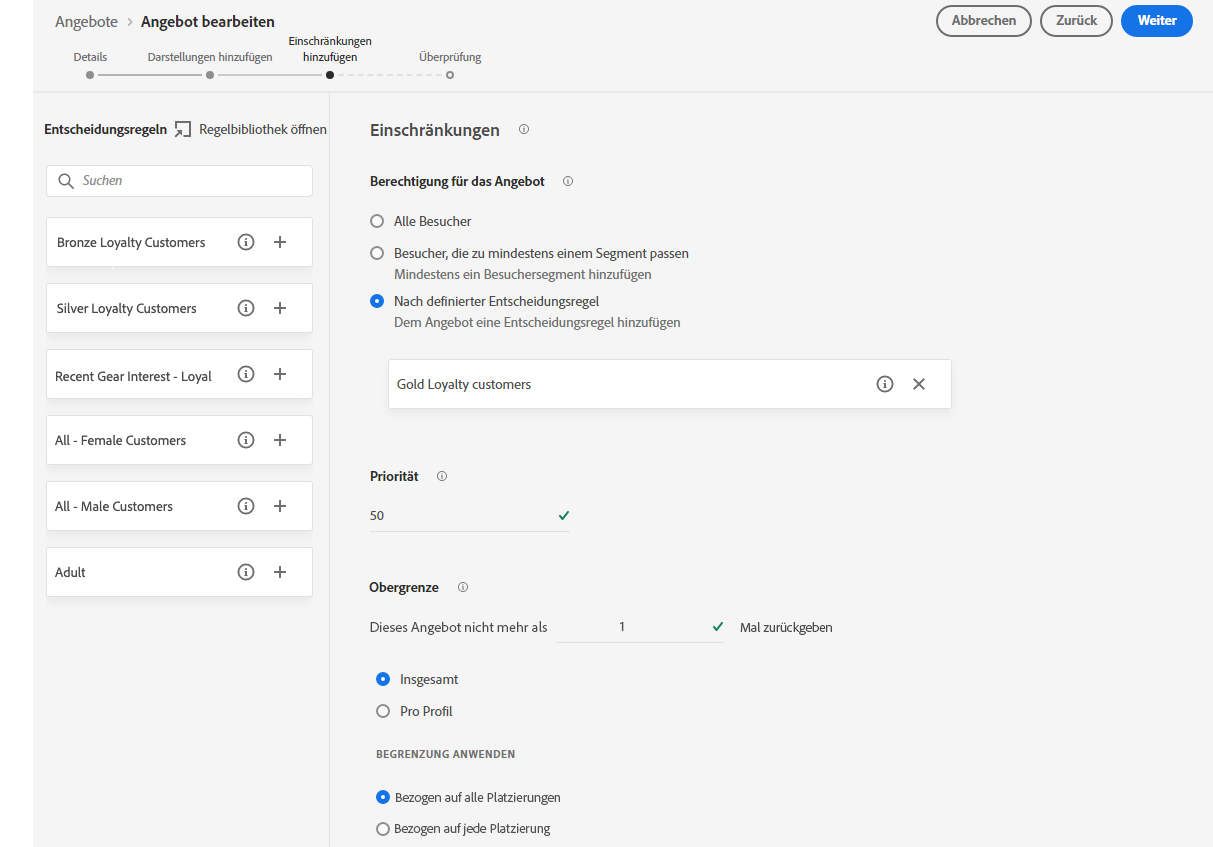 Angebote > Angebot bearbeiten
Abbrechen
Zurück
Weiter
Details
Darstellungen hinzufügen
Einschränkungen
hinzufügen
Überprüfung
Entscheidungsregeln
Regelbibliothek öffnen
Suchen
Bronze Loyalty Customers
Silver Loyalty Customers
Recent Gear Interest - Loyal
All - Female Customers
All - Male Customers
Adult
Einschränkungen
Berechtigung für das Angebot
Alle Besucher
Besucher, die zu mindestens einem Segment passen
Mindestens ein Besuchersegment hinzufügen
Nach definierter Entscheidungsregel
Dem Angebot eine Entscheidungsregel hinzufügen
Gold Loyalty customers
Priorität
50
Obergrenze
Dieses Angebot nicht mehr als 1 Mal zurückgeben
Insgesamt
Pro Profil
BEGRENZUNG ANWENDEN
Bezogen auf alle Platzierungen
Bezogen auf jede Platzierung